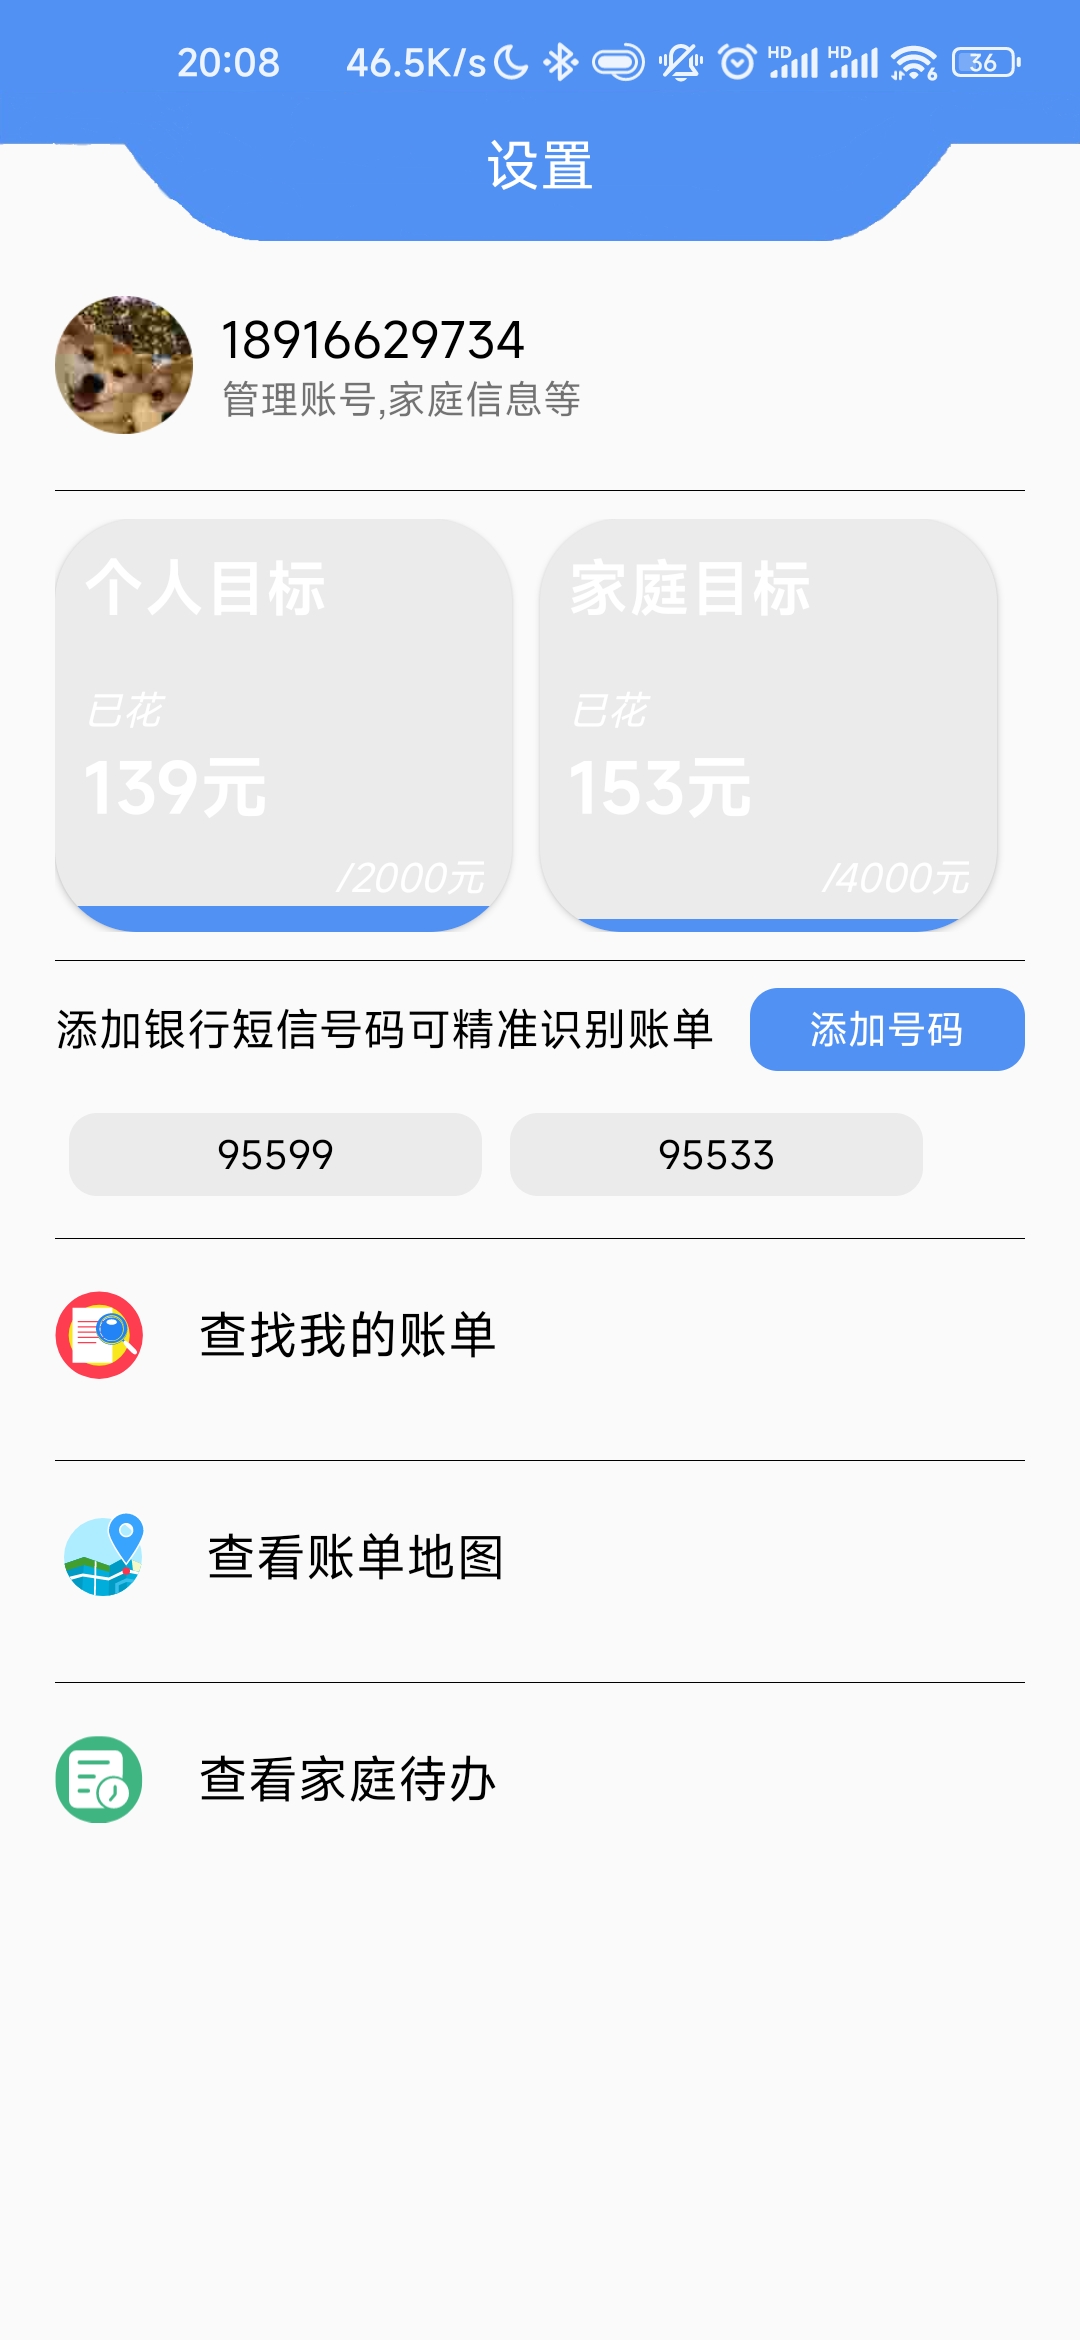 20:08 46.5K/s HD HD 6 36
设置
18916629734
管理账号,家庭信息等
个人目标
已花
139元
/2000元
家庭目标
已花
153元
/4000元
添加银行短信号码可精准识别账单
添加号码
95599
95533
查找我的账单
查看账单地图
查看家庭待办